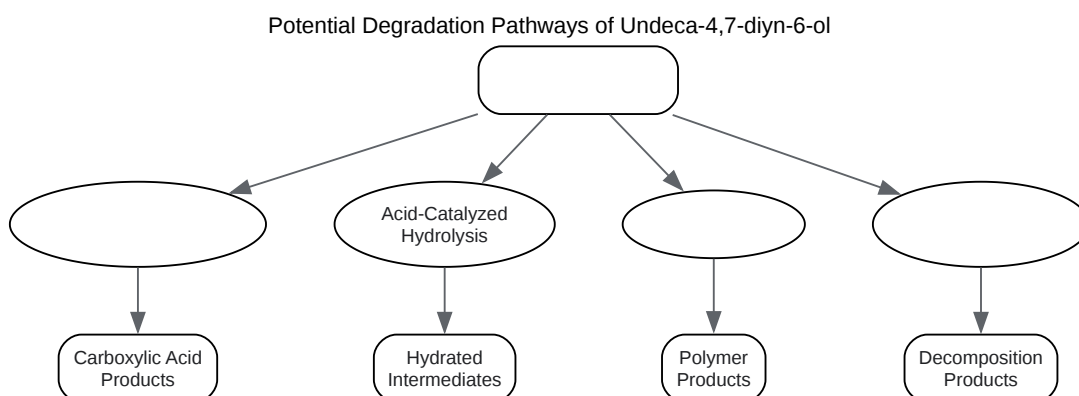 Potential Degradation Pathways of Undeca-4,7-diyn-6-ol
Acid-Catalyzed
Hydrolysis
Carboxylic Acid
Products
Hydrated
Intermediates
Polymer
Products
Decomposition
Products